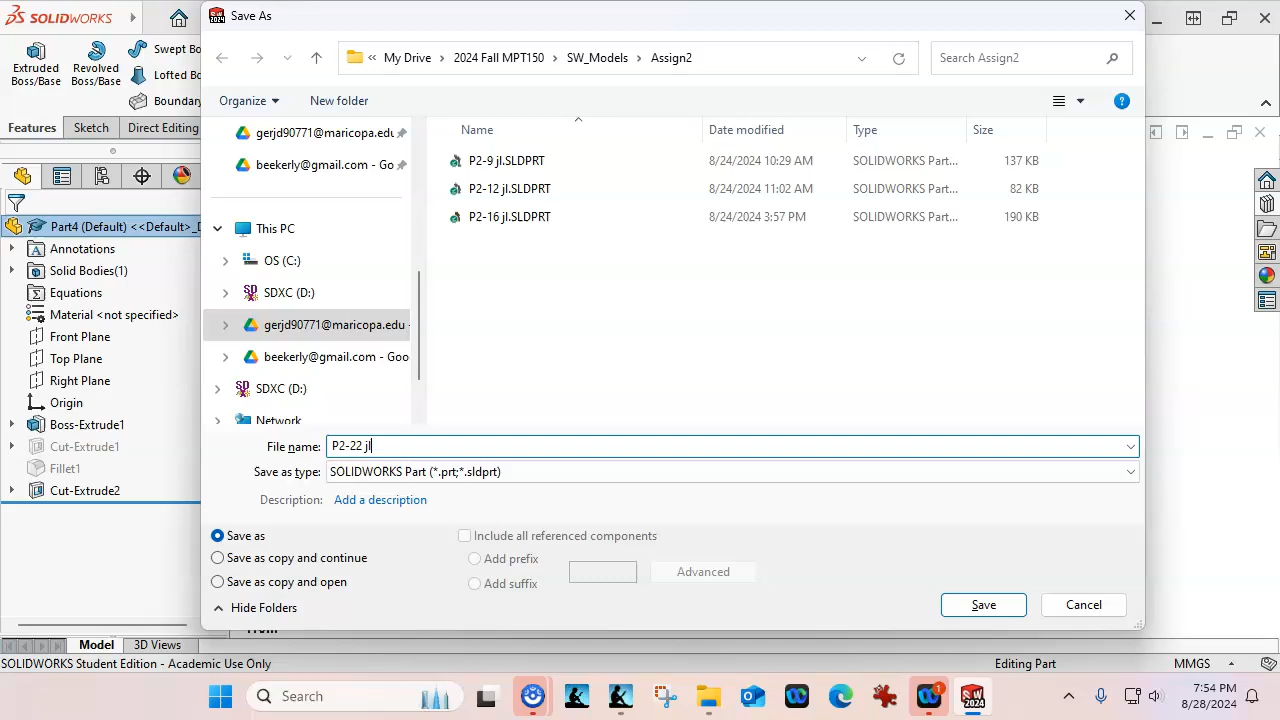 SOLIDWORKS
Save As
Extruded Boss/Base
Revolved Boss/Base
Swept Bo
Lofted Bo
Boundary
Features
Sketch
Direct Editing
My Drive
2024 Fall MPT150
SW_Models
Assign2
Search Assign2
Organize
New folder
Name
Date modified
Type
Size
P2-9 jl.SLDPRT 8/24/2024 10:29 AM SOLIDWORKS Part... 137 KB
P2-12 jl.SLDPRT 8/24/2024 11:02 AM SOLIDWORKS Part... 82 KB
P2-16 jl.SLDPRT 8/24/2024 3:57 PM SOLIDWORKS Part... 190 KB
gerjd90771@maricopa.edu
beekerly@gmail.com - Go
This PC
OS (C:)
SDXC (D:)
gerjd90771@maricopa.edu -
beekerly@gmail.com - Goo
SDXC (D:)
Network
Part4 (Default) <<Default>_D
Annotations
Solid Bodies(1)
Equations
Material <not specified>
Front Plane
Top Plane
Right Plane
Origin
Boss-Extrude1
Cut-Extrude1
Fillet1
Cut-Extrude2
File name: P2-22 jl
Save as type: SOLIDWORKS Part (*.prt;*.sldprt)
Description: Add a description
Save as
Save as copy and continue
Save as copy and open
Include all referenced components
Add prefix
Add suffix
Advanced
Hide Folders
Save
Cancel
Model
3D Views
SOLIDWORKS Student Edition - Academic Use Only
Editing Part
MMGS
Search
2024
1
2024
7:54 PM
8/28/2024